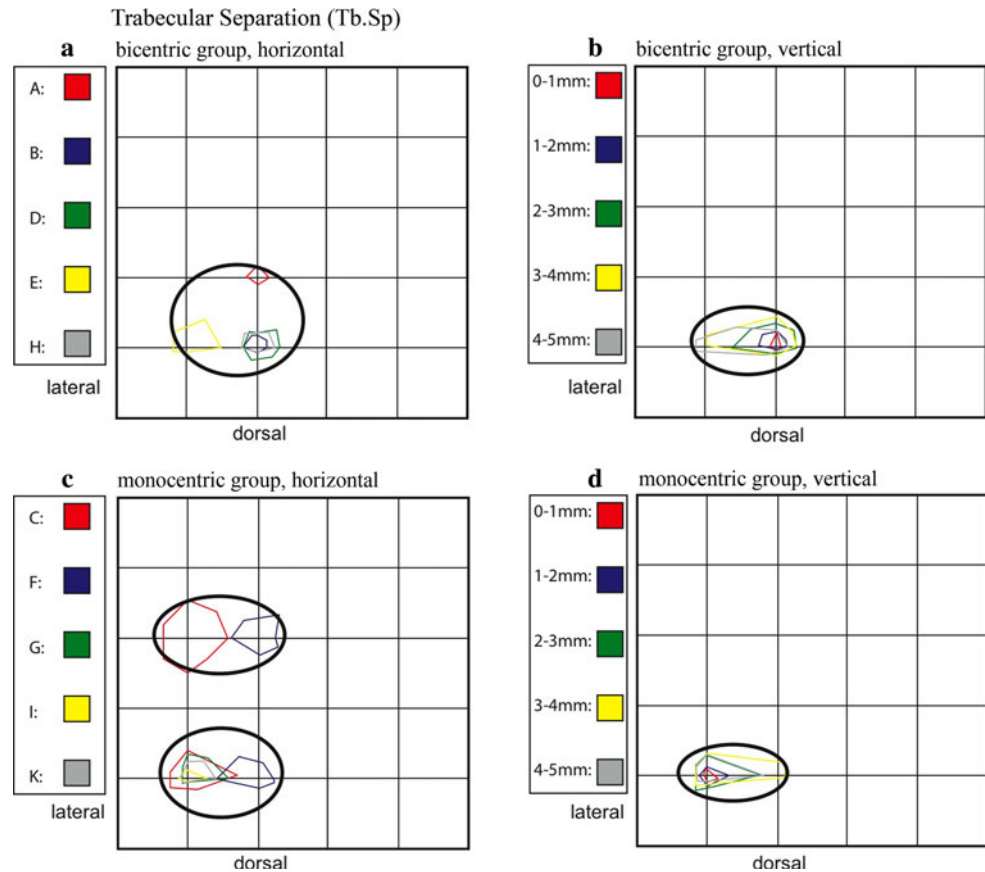 Trabecular Separation (Tb.Sp)
a
bicentric group, horizontal
A:
B:
D:
E:
H:
lateral
dorsal
b
bicentric group, vertical
0-1mm:
1-2mm:
2-3mm:
3-4mm:
4-5mm:
lateral
dorsal
c
monocentric group, horizontal
C:
F:
G:
I:
K:
lateral
dorsal
d
monocentric group, vertical
0-1mm:
1-2mm:
2-3mm:
3-4mm:
4-5mm:
lateral
dorsal